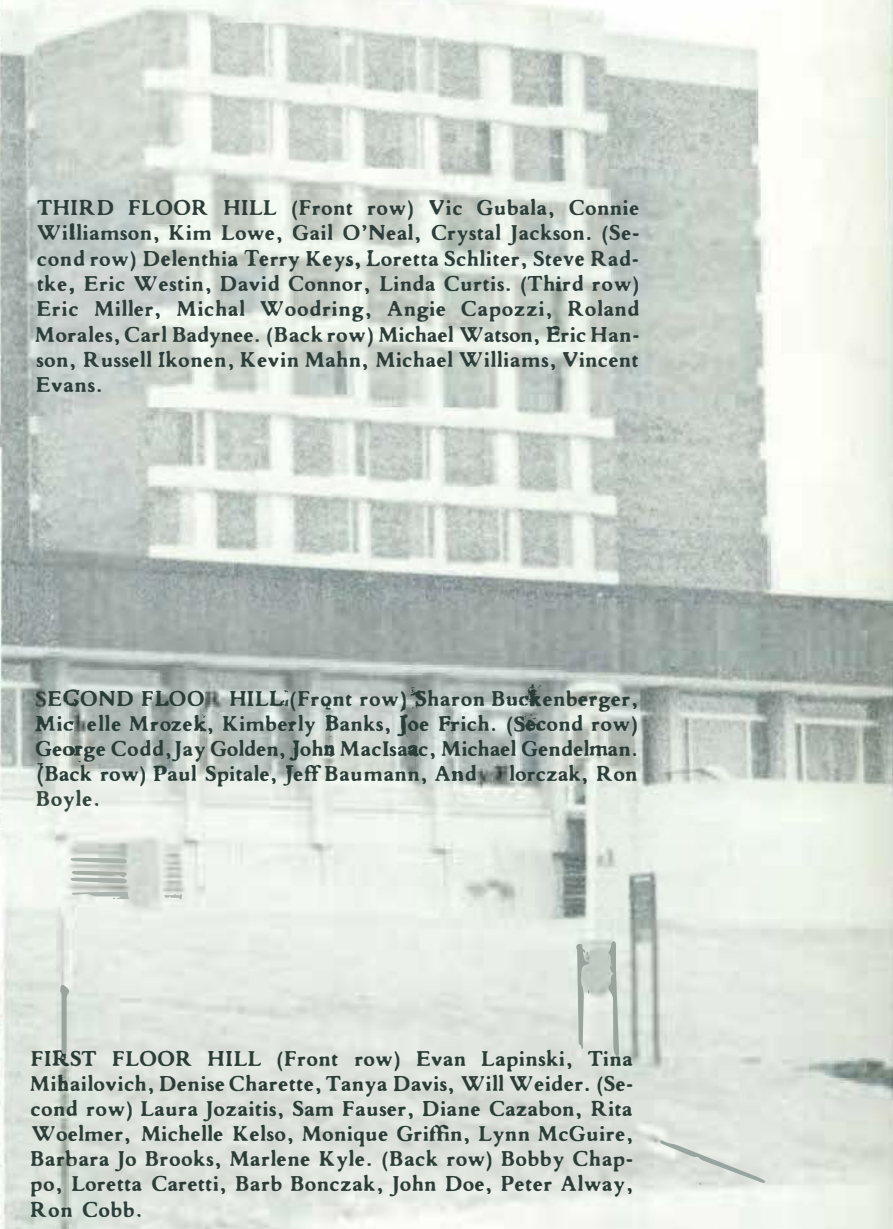 THIRD FLOOR HILL (Front row) Vic Gubala, Connie
Williamson, Kim Lowe, Gail O'Neal, Crystal Jackson. (Se-
cond row) Delenthia Terry Keys, Loretta Schliter, Steve Rad-
tke, Eric Westin, David Connor, Linda Curtis. (Third row)
Eric Miller, Michal Woodring, Angie Capozzi, Roland
Morales, Carl Badynee. (Back row) Michael Watson, Eric Han-
son, Russell Ikonen, Kevin Mahn, Michael Williams, Vincent
Evans.
SECOND FLOOR HILL (Front row) Sharon Buckenberger,
Michelle Mrozek, Kimberly Banks, Joe Frich. (Second row)
George Codd, Jay Golden, John MacIsaac, Michael Gendelman.
(Back row) Paul Spitale, Jeff Baumann, Andy Florczak, Ron
Boyle.
FIRST FLOOR HILL (Front row) Evan Lapinski, Tina
Mihailovich, Denise Charette, Tanya Davis, Will Weider. (Se-
cond row) Laura Jozaitis, Sam Fauser, Diane Cazabon, Rita
Woelmer, Michelle Kelso, Monique Griffin, Lynn McGuire,
Barbara Jo Brooks, Marlene Kyle. (Back row) Bobby Chap-
po, Loretta Caretti, Barb Bonczak, John Doe, Peter Alway,
Ron Cobb.